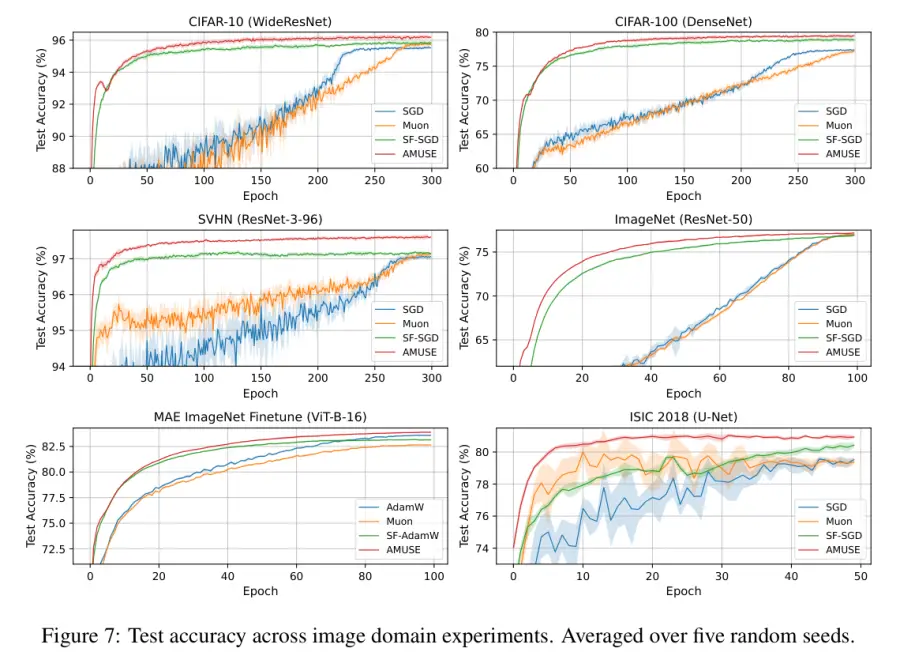 CIFAR-10 (WideResNet)
Test Accuracy (%)
96
94
92
90
88
0 50 100 150 200 250 300
Epoch
SGD
Muon
SF-SGD
AMUSE
CIFAR-100 (DenseNet)
Test Accuracy (%)
80
75
70
65
60
0 50 100 150 200 250 300
Epoch
SGD
Muon
SF-SGD
AMUSE
SVHN (ResNet-3-96)
Test Accuracy (%)
97
96
95
94
0 50 100 150 200 250 300
Epoch
SGD
Muon
SF-SGD
AMUSE
ImageNet (ResNet-50)
Test Accuracy (%)
75
70
65
0 20 40 60 80 100
Epoch
SGD
Muon
SF-SGD
AMUSE
MAE ImageNet Finetune (ViT-B-16)
Test Accuracy (%)
82.5
80.0
77.5
75.0
72.5
0 20 40 60 80 100
Epoch
AdamW
Muon
SF-AdamW
AMUSE
ISIC 2018 (U-Net)
Test Accuracy (%)
80
78
76
74
0 10 20 30 40 50
Epoch
SGD
Muon
SF-SGD
AMUSE
Figure 7: Test accuracy across image domain experiments. Averaged over five random seeds.